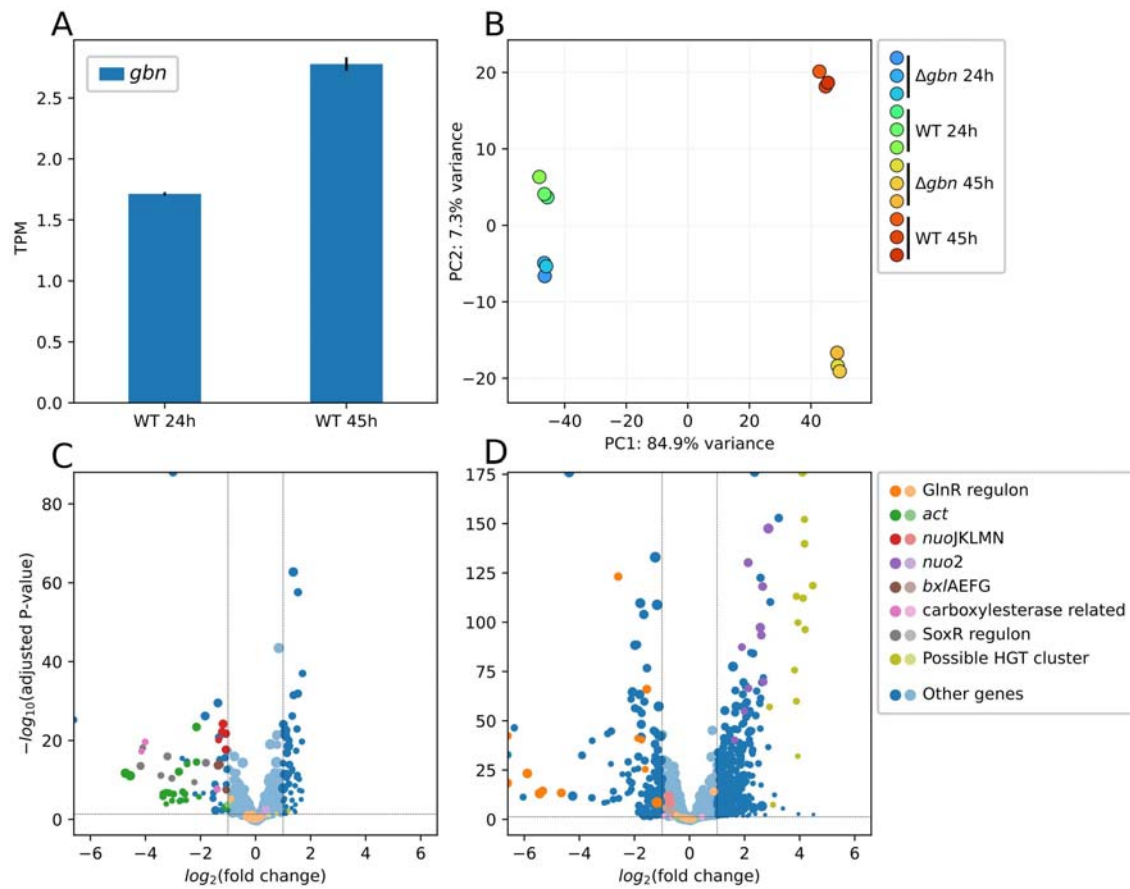 A
gbn
2.5
2.0
1.5
1.0
0.5
0.0
TPM
WT 24h
WT 45h
B
20
10
0
−10
−20
PC2: 7.3% variance
−40
−20
0
20
40
PC1: 84.9% variance
Δgbn 24h
WT 24h
Δgbn 45h
WT 45h
C
80
60
40
20
0
−log10(adjusted P-value)
−6
−4
−2
0
2
4
6
log2(fold change)
D
175
150
125
100
75
50
25
0
−6
−4
−2
0
2
4
6
log2(fold change)
GlnR regulon
act
nuoJKLMN
nuo2
bxlAEFG
carboxylesterase related
SoxR regulon
Possible HGT cluster
Other genes